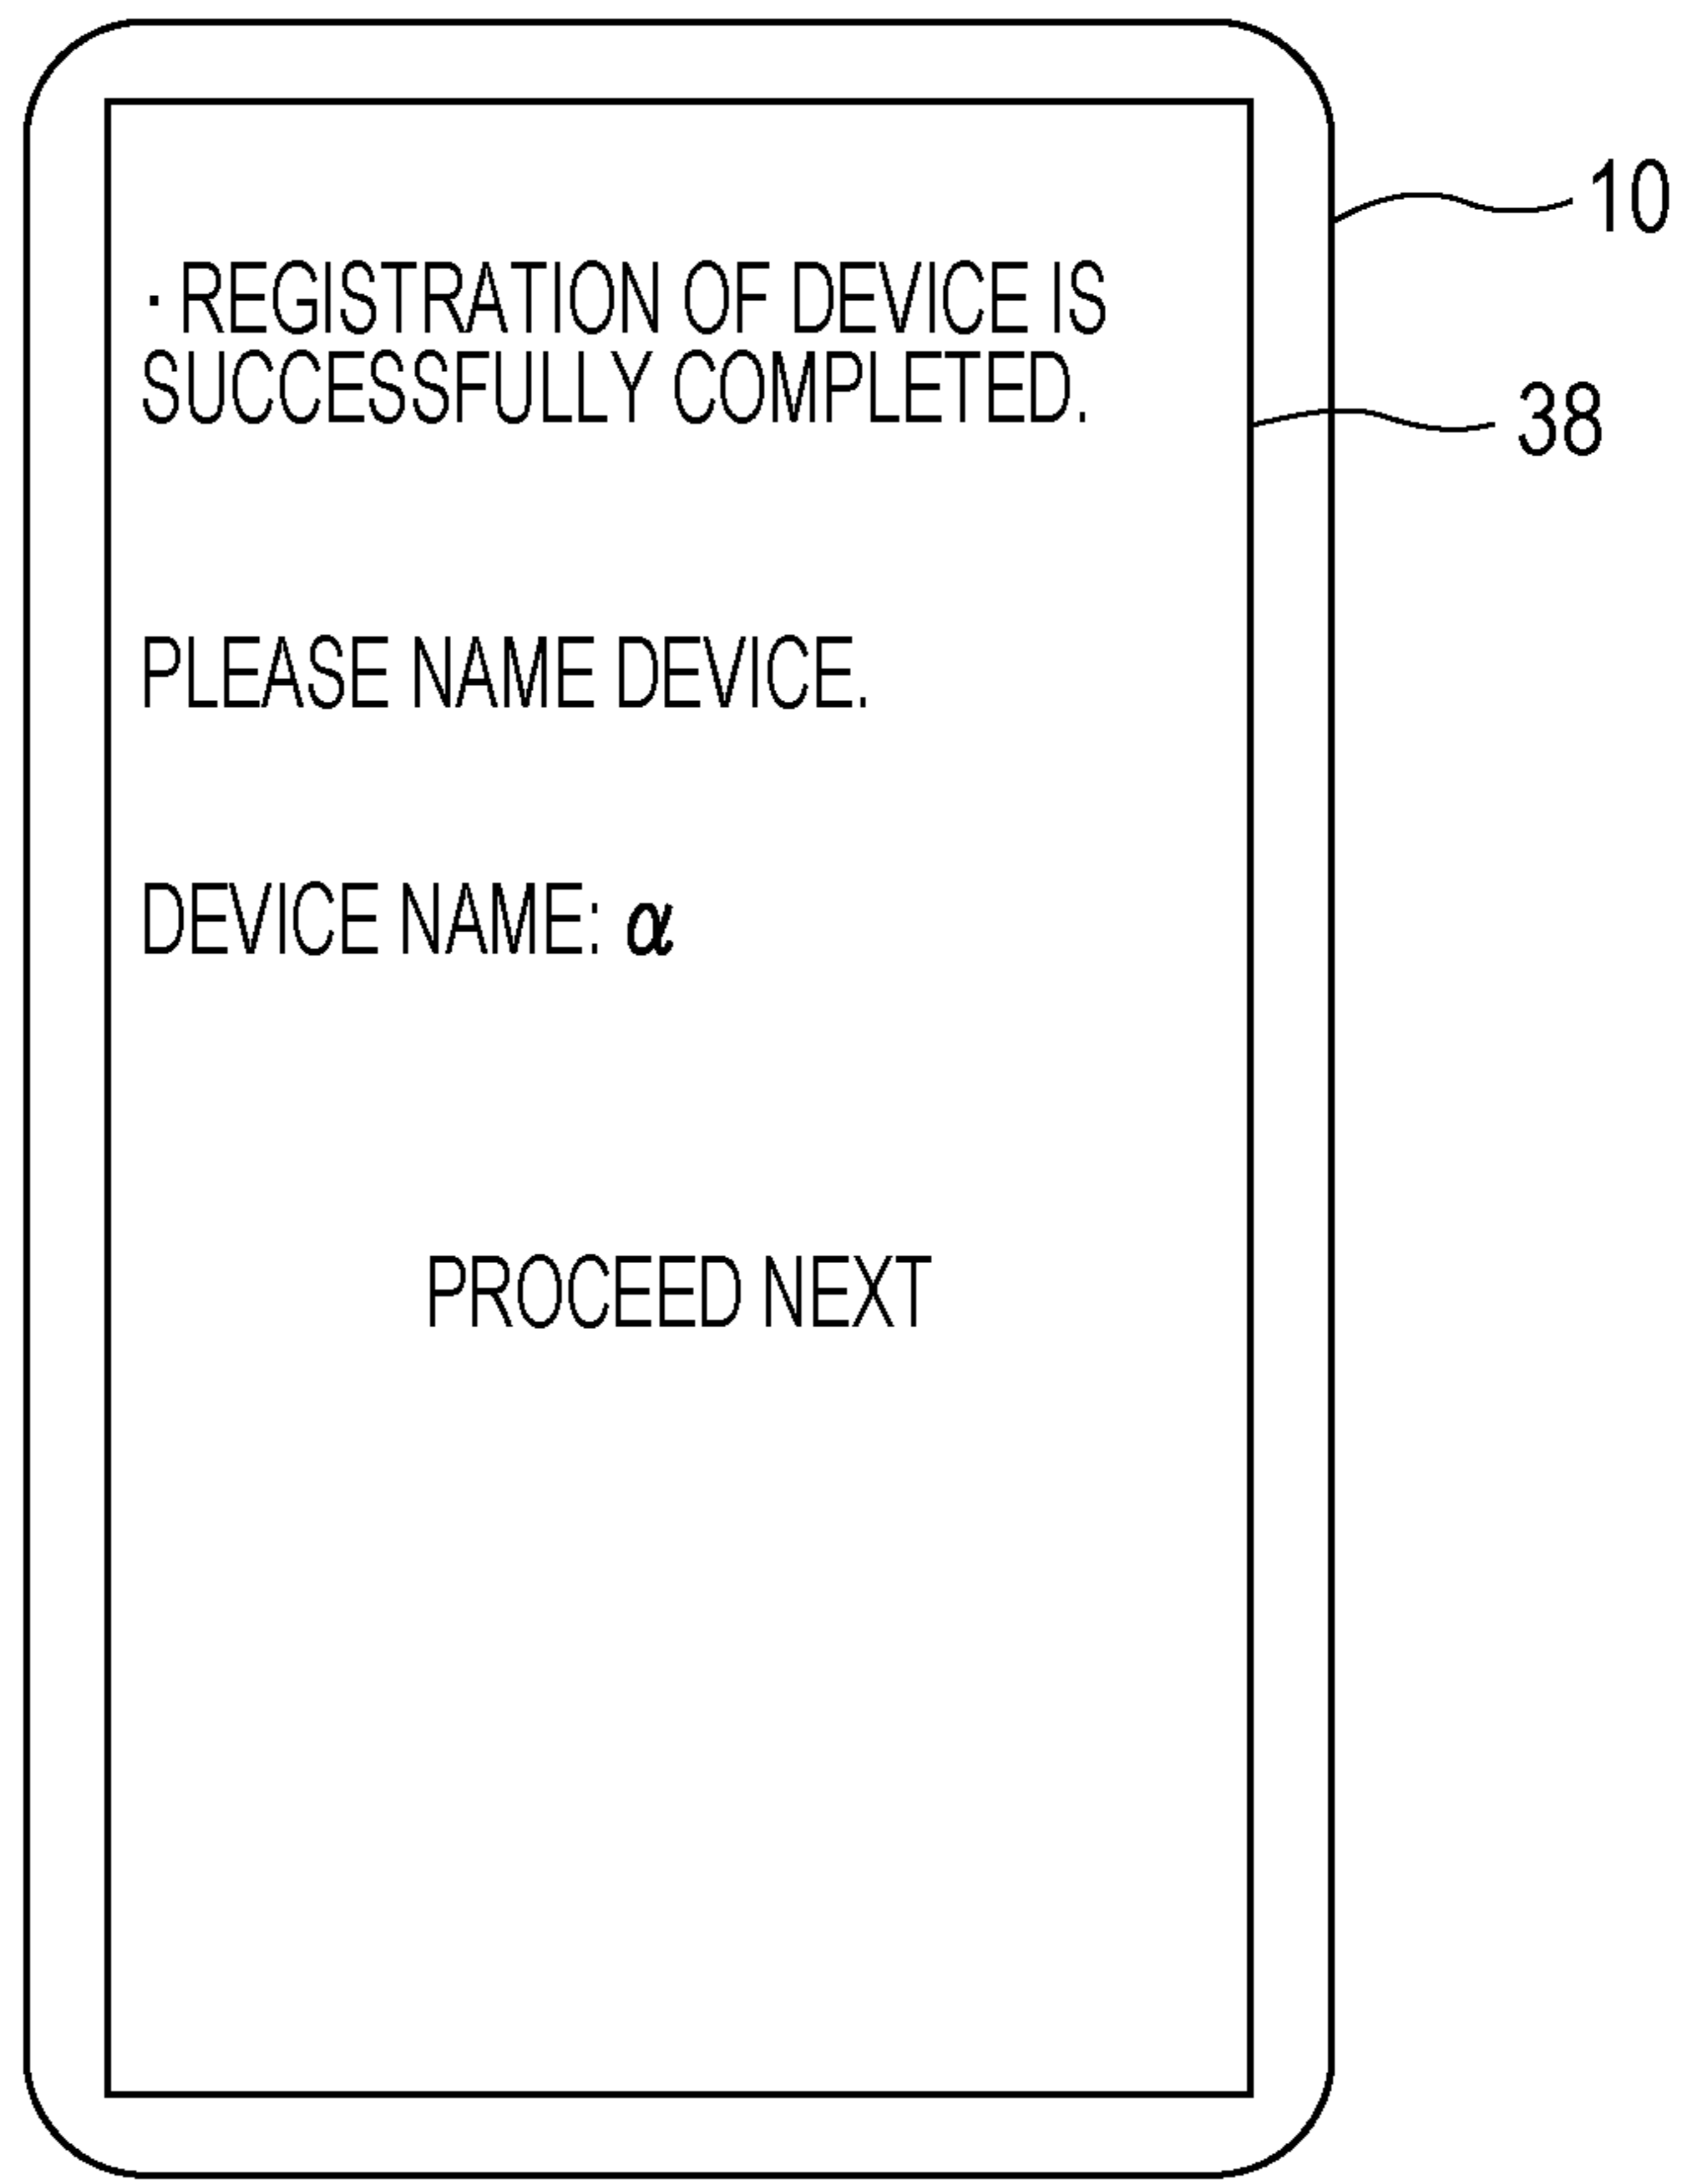 · REGISTRATION OF DEVICE IS
SUCCESSFULLY COMPLETED.
PLEASE NAME DEVICE.
DEVICE NAME: α
PROCEED NEXT
10
38